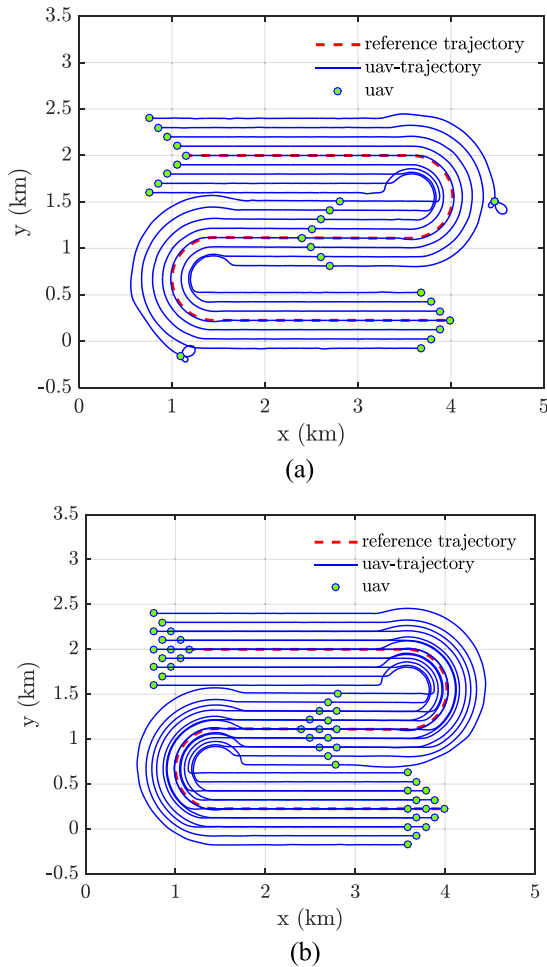 3.5
3
2.5
2
1.5
1
0.5
0
-0.5
y (km)
reference trajectory
uav-trajectory
uav
0 1 2 3 4 5
x (km)
(a)
3.5
3
2.5
2
1.5
1
0.5
0
-0.5
y (km)
reference trajectory
uav-trajectory
uav
0 1 2 3 4 5
x (km)
(b)